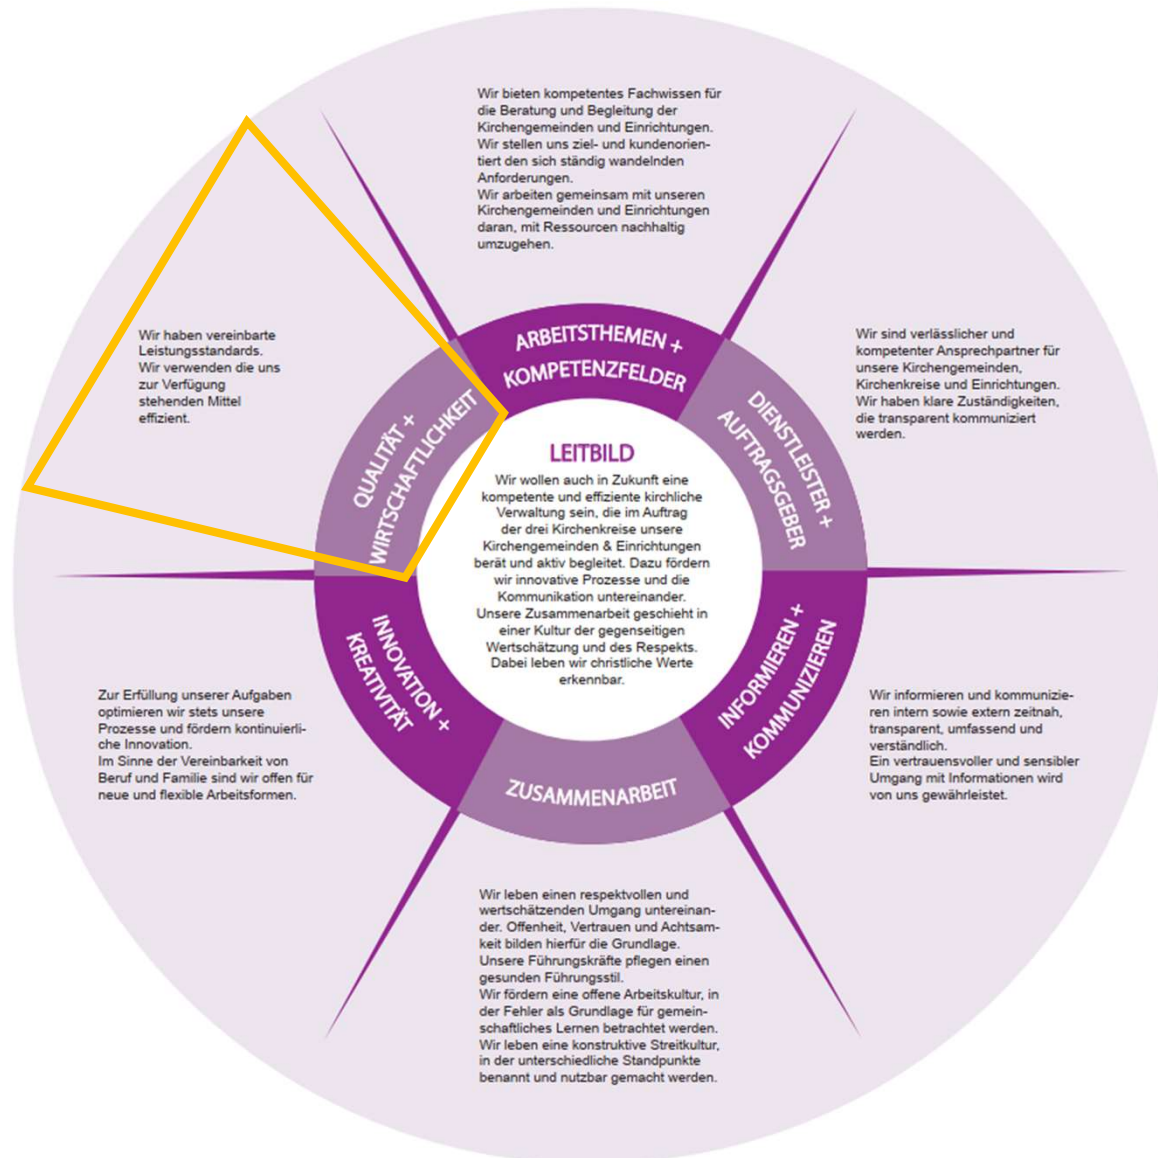 Wir bieten kompetentes Fachwissen für
die Beratung und Begleitung der
Kirchengemeinden und Einrichtungen.
Wir stellen uns ziel- und kundenorien-
tiert den sich ständig wandelnden
Anforderungen.
Wir arbeiten gemeinsam mit unseren
Kirchengemeinden und Einrichtungen
daran, mit Ressourcen nachhaltig
umzugehen.
ARBEITSTHEMEN +
KOMPETENZFELDER
Wir sind verlässlicher und
kompetenter Ansprechpartner für
unsere Kirchengemeinden,
Kirchenkreise und Einrichtungen.
Wir haben klare Zuständigkeiten,
die transparent kommuniziert
werden.
DIENSTLEISTER +
AUFTRAGSGEBER
Wir informieren und kommunizie-
ren intern sowie extern zeitnah,
transparent, umfassend und
verständlich.
Ein vertrauensvoller und sensibler
Umgang mit Informationen wird
von uns gewährleistet.
INFORMIEREN +
KOMMUNIZIEREN
ZUSAMMENARBEIT
Wir leben einen respektvollen und
wertschätzenden Umgang untereinan-
der. Offenheit, Vertrauen und Achtsam-
keit bilden hierfür die Grundlage.
Unsere Führungskräfte pflegen einen
gesunden Führungsstil.
Wir fördern eine offene Arbeitskultur, in
der Fehler als Grundlage für gemein-
schaftliches Lernen betrachtet werden.
Wir leben eine konstruktive Streitkultur,
in der unterschiedliche Standpunkte
benannt und nutzbar gemacht werden.
INNOVATION +
KREATIVITÄT
Zur Erfüllung unserer Aufgaben
optimieren wir stets unsere
Prozesse und fördern kontinuierli-
che Innovation.
Im Sinne der Vereinbarkeit von
Beruf und Familie sind wir offen für
neue und flexible Arbeitsformen.
QUALITÄT +
WIRTSCHAFTLICHKEIT
Wir haben vereinbarte
Leistungsstandards.
Wir verwenden die uns
zur Verfügung
stehenden Mittel
effizient.
LEITBILD
Wir wollen auch in Zukunft eine
kompetente und effiziente kirchliche
Verwaltung sein, die im Auftrag
der drei Kirchenkreise unsere
Kirchengemeinden & Einrichtungen
berät und aktiv begleitet. Dazu fördern
wir innovative Prozesse und die
Kommunikation untereinander.
Unsere Zusammenarbeit geschieht in
einer Kultur der gegenseitigen
Wertschätzung und des Respekts.
Dabei leben wir christliche Werte
erkennbar.